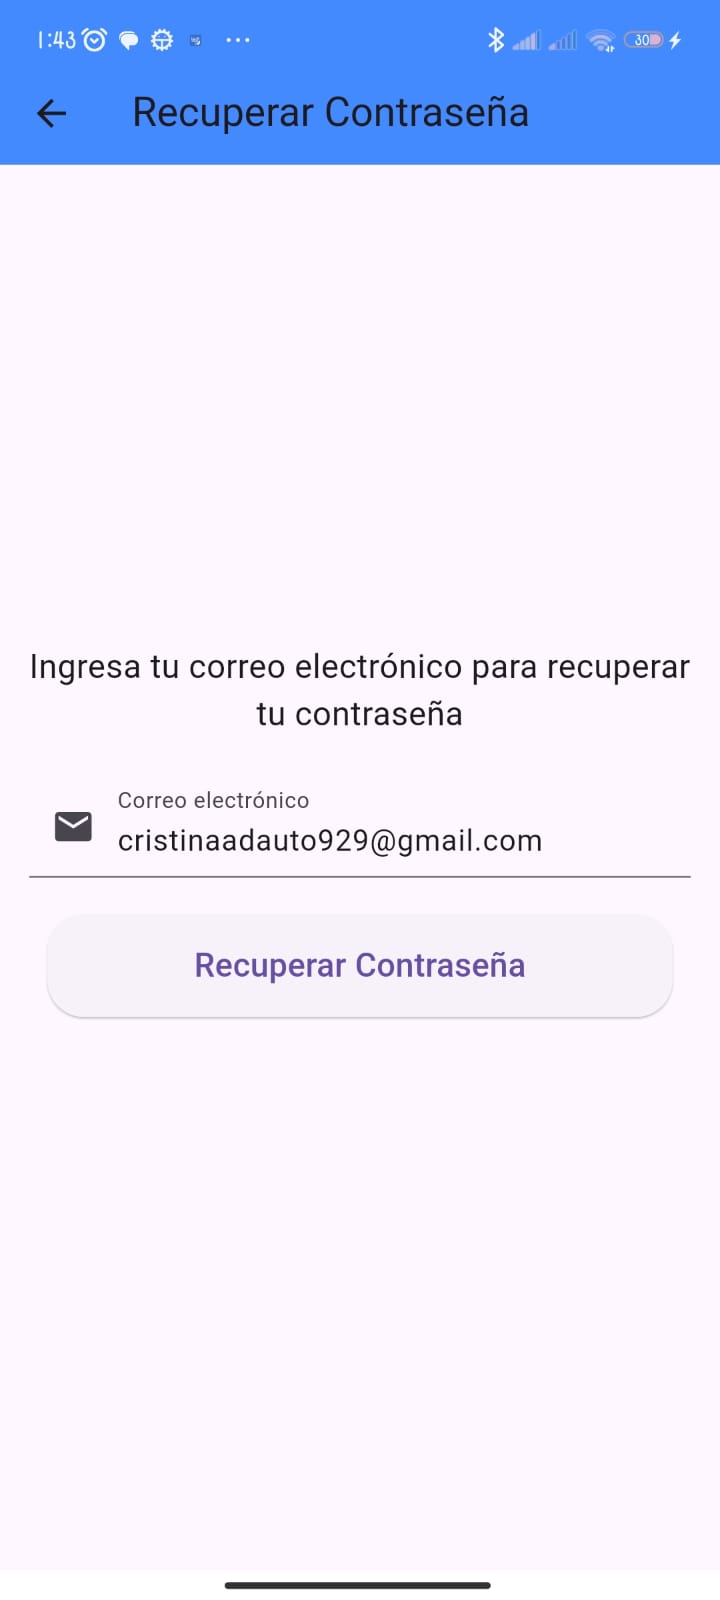 1:43
30
Recuperar Contraseña
Ingresa tu correo electrónico para recuperar
tu contraseña
Correo electrónico
cristinaadauto929@gmail.com
Recuperar Contraseña